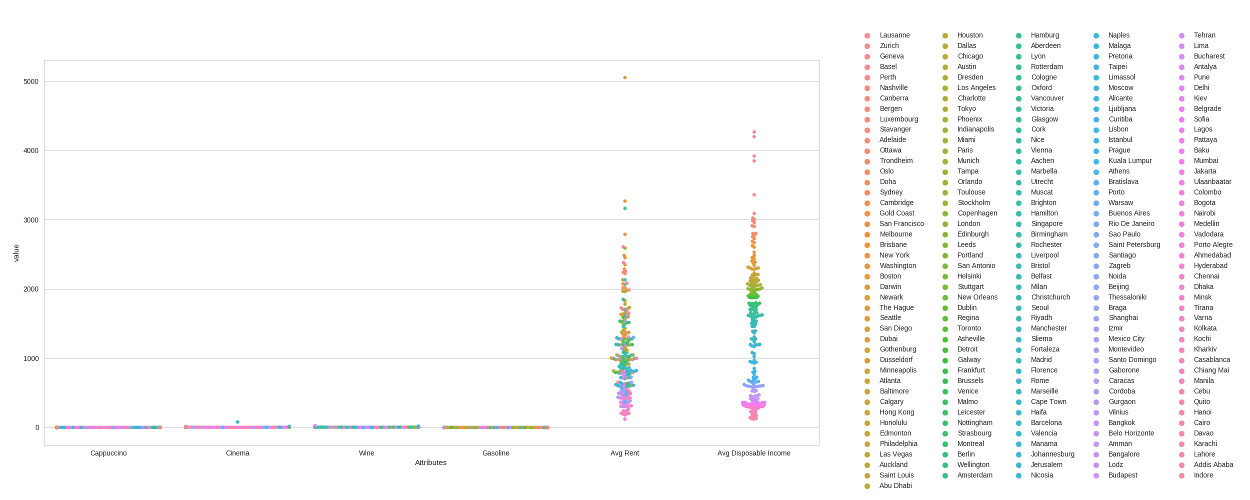 5000
4000
3000
2000
1000
0
value
Cappuccino
Cinema
Wine
Gasoline
Avg Rent
Avg Disposable Income
Attributes
Lausanne
Zurich
Geneva
Basel
Perth
Nashville
Canberra
Bergen
Luxembourg
Stavanger
Adelaide
Ottawa
Trondheim
Oslo
Doha
Sydney
Cambridge
Gold Coast
San Francisco
Melbourne
Brisbane
New York
Washington
Boston
Darwin
Newark
The Hague
Seattle
San Diego
Dubai
Gothenburg
Dusseldorf
Minneapolis
Atlanta
Baltimore
Calgary
Hong Kong
Honolulu
Edmonton
Philadelphia
Las Vegas
Auckland
Saint Louis
Abu Dhabi
Houston
Dallas
Chicago
Austin
Dresden
Los Angeles
Charlotte
Tokyo
Phoenix
Indianapolis
Miami
Paris
Munich
Tampa
Orlando
Toulouse
Stockholm
Copenhagen
London
Edinburgh
Leeds
Portland
San Antonio
Helsinki
Stuttgart
New Orleans
Dublin
Regina
Toronto
Asheville
Detroit
Galway
Frankfurt
Brussels
Venice
Malmo
Leicester
Nottingham
Strasbourg
Montreal
Berlin
Wellington
Amsterdam
Hamburg
Aberdeen
Lyon
Rotterdam
Cologne
Oxford
Vancouver
Victoria
Glasgow
Cork
Nice
Vienna
Aachen
Marbella
Utrecht
Muscat
Brighton
Hamilton
Singapore
Birmingham
Rochester
Liverpool
Bristol
Belfast
Milan
Christchurch
Seoul
Riyadh
Manchester
Sliema
Fortaleza
Madrid
Florence
Rome
Marseille
Cape Town
Haifa
Barcelona
Valencia
Manama
Johannesburg
Jerusalem
Nicosia
Naples
Malaga
Pretoria
Taipei
Limassol
Moscow
Alicante
Ljubljana
Curitiba
Lisbon
Istanbul
Prague
Kuala Lumpur
Athens
Bratislava
Porto
Warsaw
Buenos Aires
Rio De Janeiro
Sao Paulo
Saint Petersburg
Santiago
Zagreb
Noida
Beijing
Thessaloniki
Braga
Shanghai
Izmir
Mexico City
Montevideo
Santo Domingo
Gaborone
Caracas
Cordoba
Gurgaon
Vilnius
Bangkok
Belo Horizonte
Amman
Bangalore
Lodz
Budapest
Tehran
Lima
Bucharest
Antalya
Pune
Delhi
Kiev
Belgrade
Sofia
Lagos
Pattaya
Baku
Mumbai
Jakarta
Ulaanbaatar
Colombo
Bogota
Nairobi
Medellin
Vadodara
Porto Alegre
Ahmedabad
Hyderabad
Chennai
Dhaka
Minsk
Tirana
Varna
Kolkata
Kochi
Kharkiv
Casablanca
Chiang Mai
Manila
Cebu
Quito
Hanoi
Cairo
Davao
Karachi
Lahore
Addis Ababa
Indore